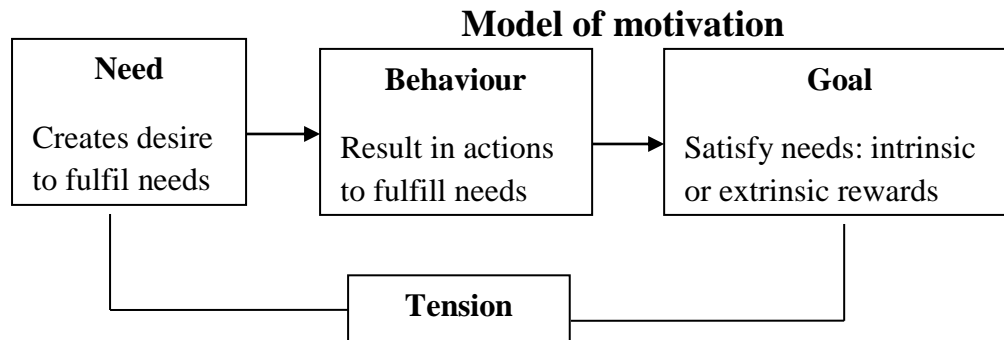 Model of motivation
Need
Creates desire
to fulfil needs
Behaviour
Result in actions
to fulfill needs
Goal
Satisfy needs: intrinsic
or extrinsic rewards
Tension